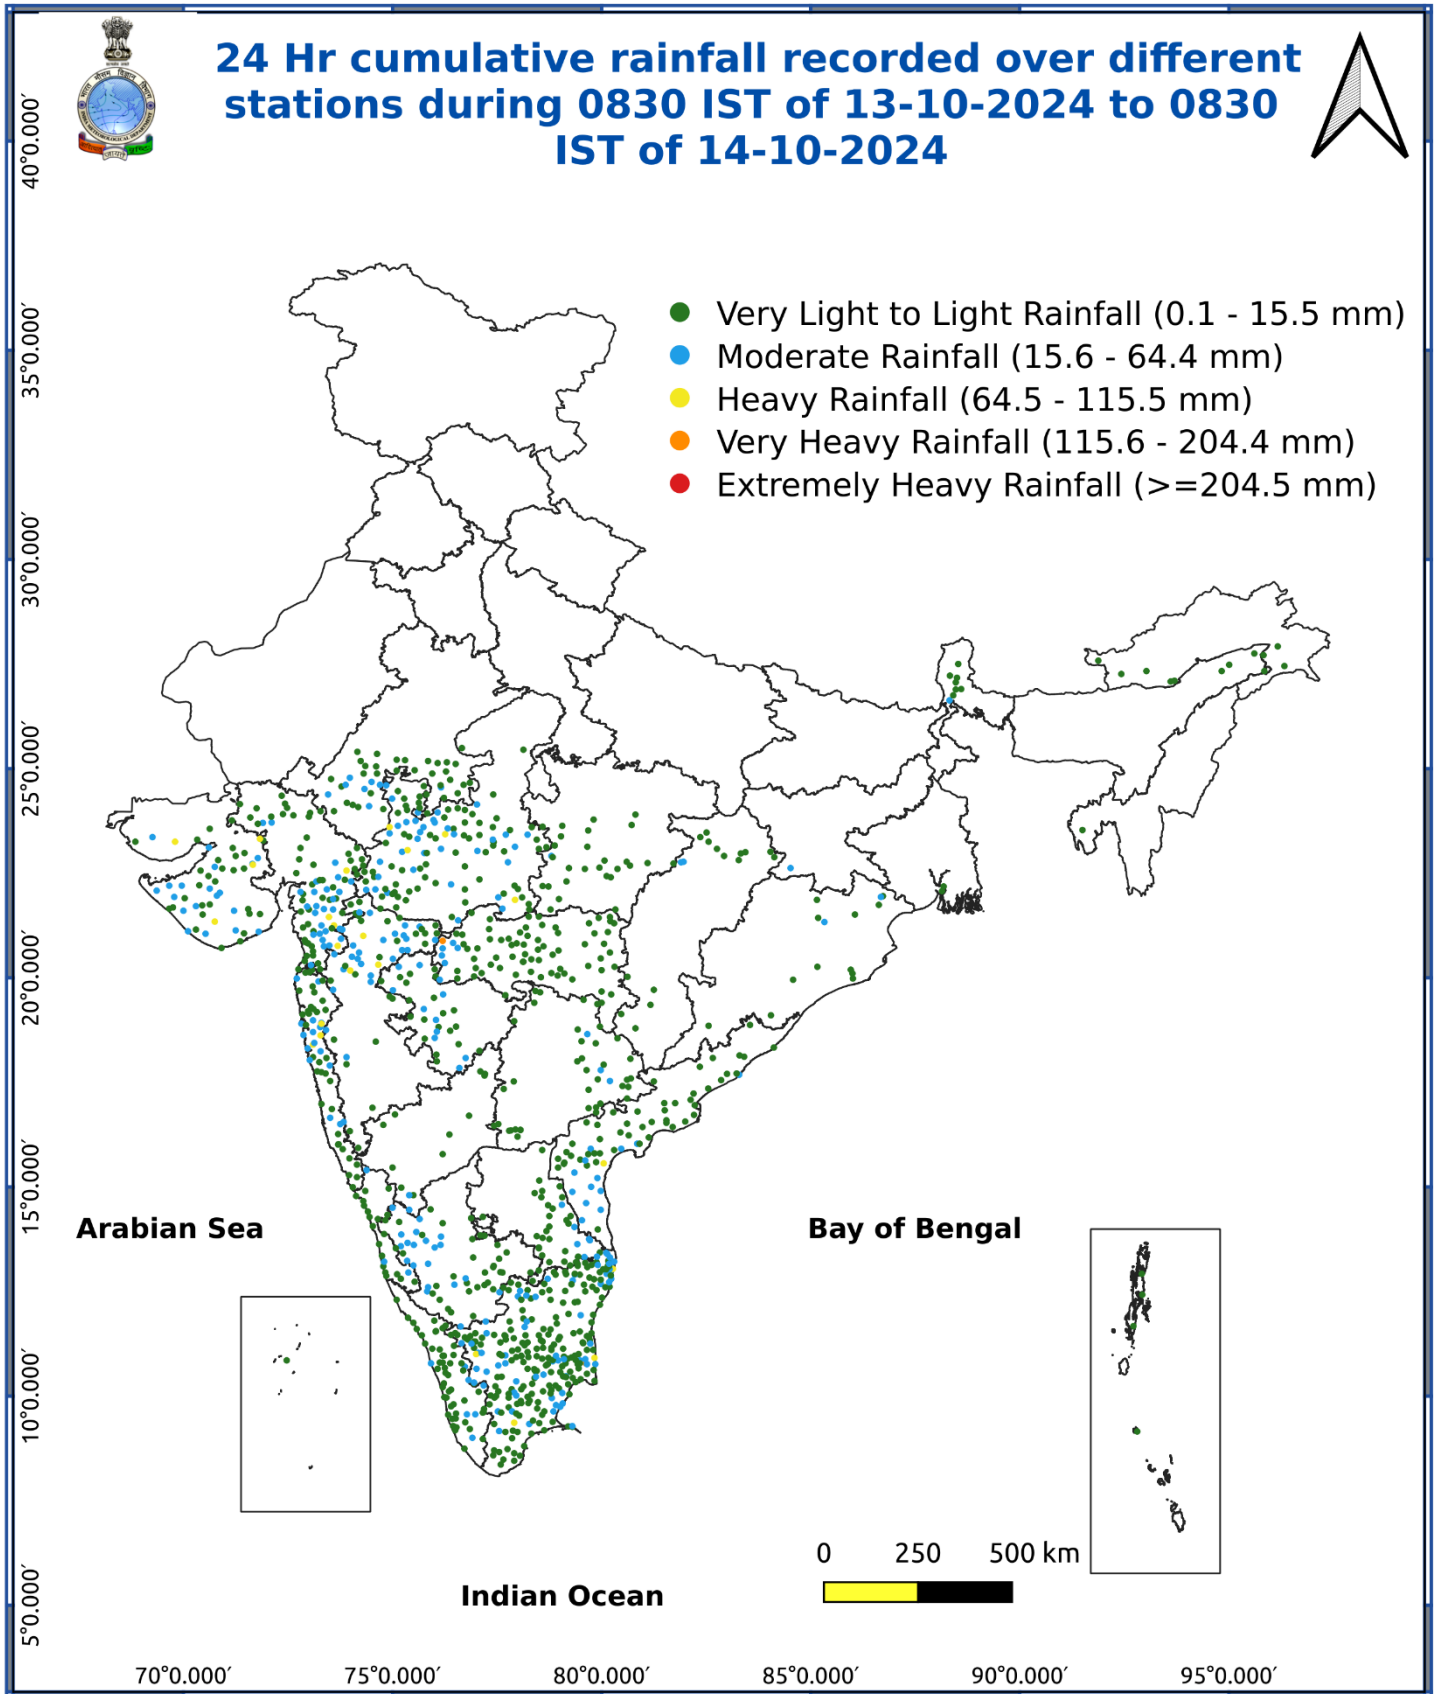 24 Hr cumulative rainfall recorded over different
stations during 0830 IST of 13-10-2024 to 0830
IST of 14-10-2024
Very Light to Light Rainfall (0.1 - 15.5 mm)
Moderate Rainfall (15.6 - 64.4 mm)
Heavy Rainfall (64.5 - 115.5 mm)
Very Heavy Rainfall (115.6 - 204.4 mm)
Extremely Heavy Rainfall (>=204.5 mm)
40°0.000′
35°0.000′
30°0.000′
25°0.000′
20°0.000′
15°0.000′
10°0.000′
5°0.000′
Arabian Sea
Bay of Bengal
0 250 500 km
Indian Ocean
70°0.000′ 75°0.000′ 80°0.000′ 85°0.000′ 90°0.000′ 95°0.000′